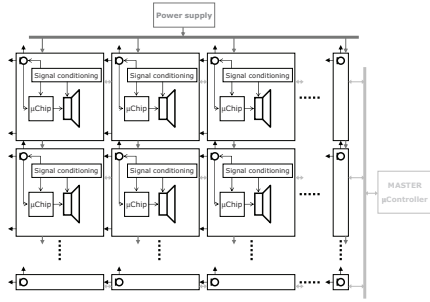 Power supply
Signal conditioning
Signal conditioning
Signal conditioning
μChip
μChip
μChip
Signal conditioning
Signal conditioning
Signal conditioning
MASTER
μController
μChip
μChip
μChip